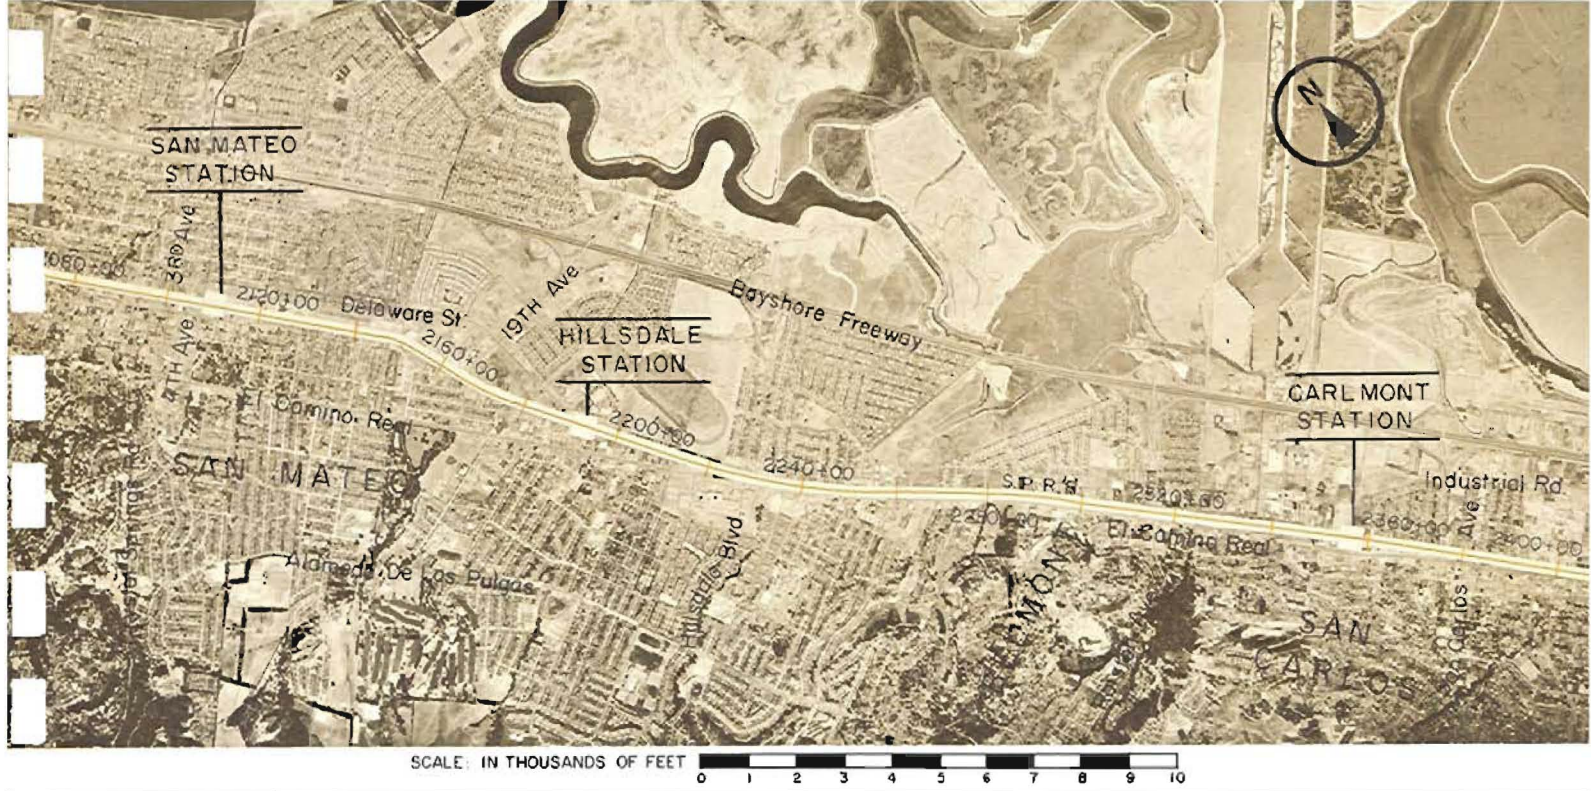 N
SAN MATEO
STATION
3RD Ave
2080+00
2120+00
Delaware St.
2160+00
19TH Ave
HILLSDALE
STATION
Bayshore Freeway
CARLMONT
STATION
4TH Ave
El Camino Real
2200+00
2240+00
S.P.R.R.
2320+00
Industrial Rd.
SAN MATEO
El Camino Real
2360+00
2400+00
Ave
Hillsdale Blvd
Alameda De Las Pulgas
SAN
CARLOS
SCALE: IN THOUSANDS OF FEET
0 1 2 3 4 5 6 7 8 9 10